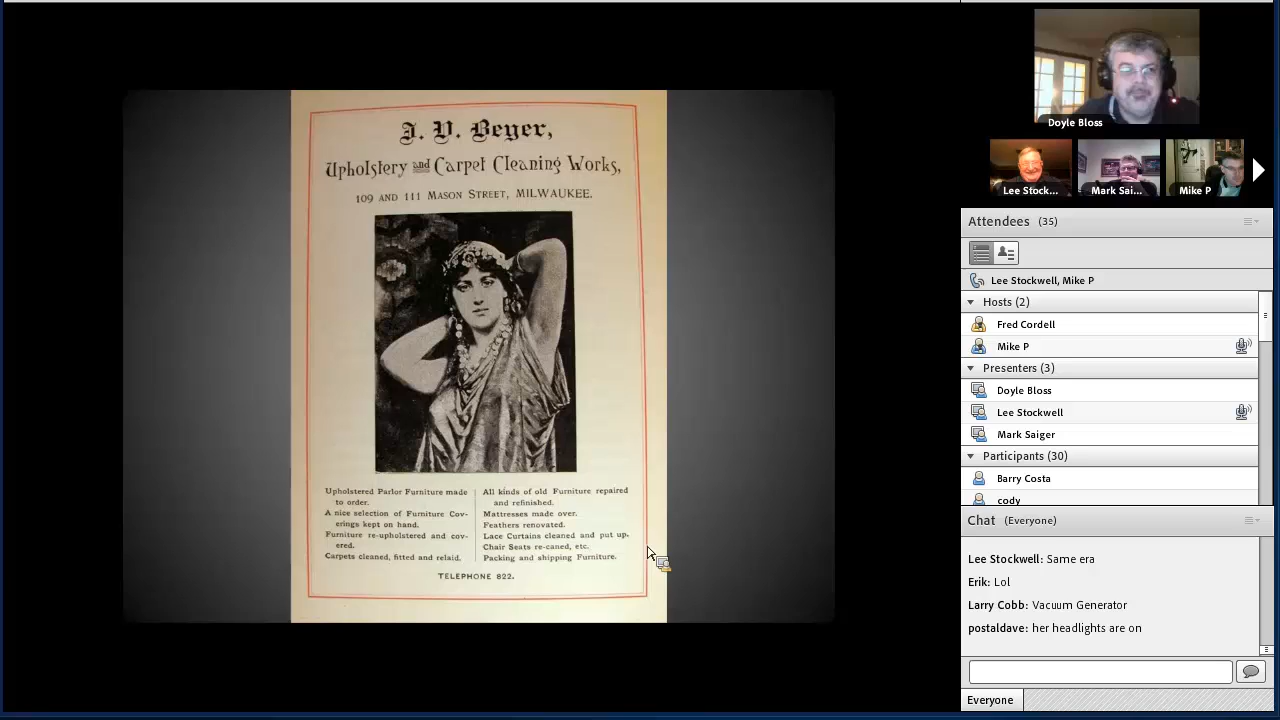 J. V. Beyer,
Upholstery and Carpet Cleaning Works,
109 AND 111 MASON STREET, MILWAUKEE.
Upholstered Parlor Furniture made
to order.
A nice selection of Furniture Cov-
erings kept on hand.
Furniture re-upholstered and cov-
ered.
Carpets cleaned, fitted and relaid.
All kinds of old Furniture repaired
and refinished.
Mattresses made over.
Feathers renovated.
Lace Curtains cleaned and put up.
Chair Seats re-caned, etc.
Packing and shipping Furniture.
TELEPHONE 822.
Doyle Bloss
Lee Stock...
Mark Sai...
Mike P
Attendees (35)
Lee Stockwell, Mike P
Hosts (2)
Fred Cordell
Mike P
Presenters (3)
Doyle Bloss
Lee Stockwell
Mark Saiger
Participants (30)
Barry Costa
cody
Chat (Everyone)
Lee Stockwell: Same era
Erik: Lol
Larry Cobb: Vacuum Generator
postaldave: her headlights are on
Everyone